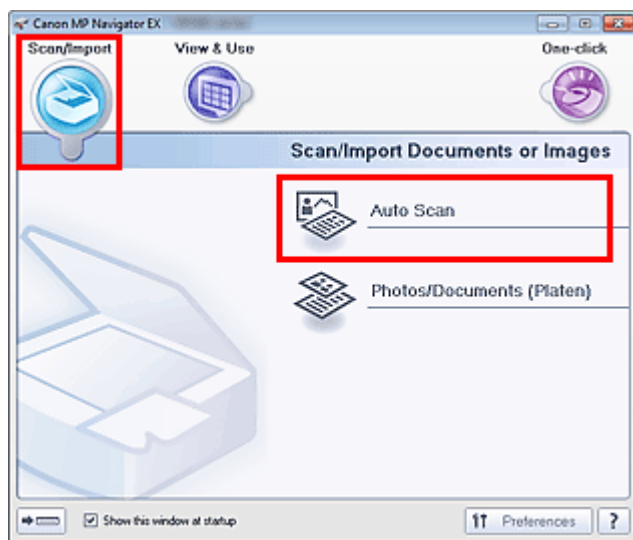 Canon MP Navigator EX
Scan/Import
View & Use
One-click
Scan/Import Documents or Images
Auto Scan
Photos/Documents (Platen)
Show this window at startup
Preferences
?